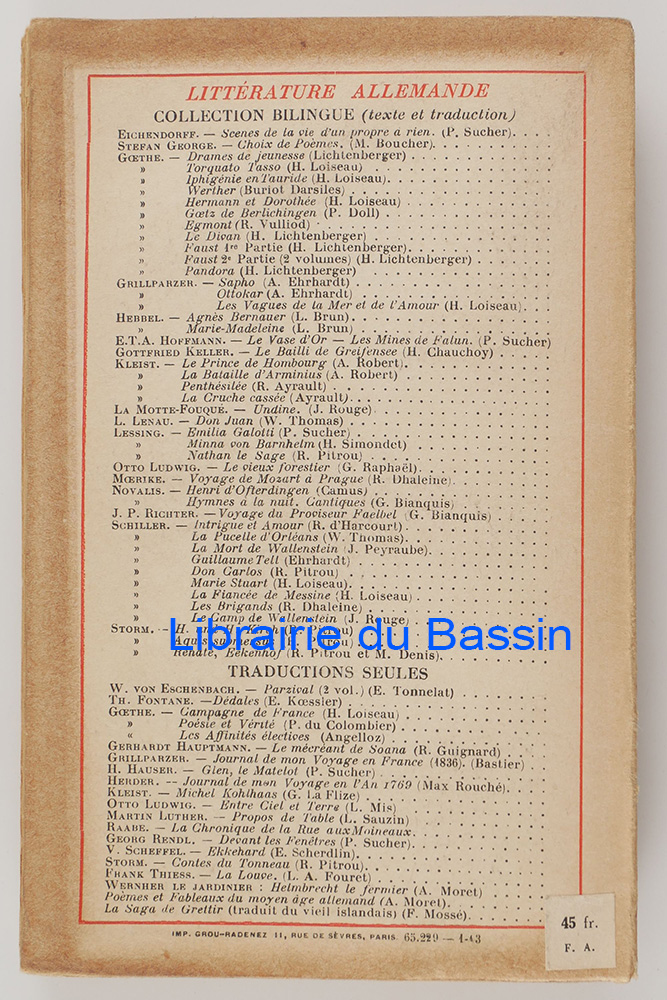 LITTÉRATURE ALLEMANDE
COLLECTION BILINGUE (texte et traduction)
EICHENDORFF. — Scenes de la vie d'un propre a rien. (P. Sucher). . . .
STEFAN GEORGE. — Choix de Poèmes. (M. Boucher). . . .
GŒTHE. — Drames de jeunesse (Lichtenberger) . . . .
» Torquato Tasso (H. Loiseau) . . . .
» Iphigénie en Tauride (H. Loiseau). . . .
» Werther (Buriot Darsiles) . . . .
» Hermann et Dorothée (H. Loiseau) . . . .
» Gœtz de Berlichingen (P. Doll) . . . .
» Egmont (R. Vulliod) . . . .
» Le Divan (H. Lichtenberger) . . . .
» Faust 1re Partie (H. Lichtenberger). . . .
» Faust 2e Partie (2 volumes) (H. Lichtenberger) . . . .
» Pandora (H. Lichtenberger) . . . .
GRILLPARZER. — Sapho (A. Ehrhardt) . . . .
» Ottokar (A. Ehrhardt) . . . .
» Les Vagues de la Mer et de l'Amour (H. Loiseau). . .
HEBBEL. — Agnès Bernauer (L. Brun). . . .
» Marie-Madeleine (L. Brun) . . . .
E.T.A. HOFFMANN. — Le Vase d'Or — Les Mines de Falun. (P. Sucher)
GOTTFRIED KELLER. — Le Bailli de Greifensee (H. Chauchoy) . . . .
KLEIST. — Le Prince de Hombourg (A. Robert). . . .
» La Bataille d'Arminius (A. Robert) . . . .
» Penthésilée (R. Ayrault) . . . .
» La Cruche cassée (Ayrault). . . .
LA MOTTE-FOUQUÉ. — Undine. (J. Rouge). . . .
L. LENAU. — Don Juan (W. Thomas) . . . .
LESSING. — Emilia Galotti (P. Sucher) . . . .
» Minna von Barnhelm (H. Simondet) . . . .
» Nathan le Sage (R. Pitrou) . . . .
OTTO LUDWIG. — Le vieux forestier (G. Raphaël). . . .
MŒRIKE. — Voyage de Mozart à Prague (R. Dhaleine). . . .
NOVALIS. — Henri d'Ofterdingen (Camus) . . . .
» Hymnes à la nuit. Cantiques (G. Bianquis) . . . .
J. P. RICHTER. — Voyage du Proviseur Faelbel (G. Bianquis) . . . .
SCHILLER. — Intrigue et Amour (R. d'Harcourt). . . .
» La Pucelle d'Orléans (W. Thomas). . . .
» La Mort de Wallenstein (J. Peyraube). . . .
» Guillaume Tell (Ehrhardt) . . . .
» Don Carlos (R. Pitrou) . . . .
» Marie Stuart (H. Loiseau). . . .
» La Fiancée de Messine (H. Loiseau) . . . .
» Les Brigands (R. Dhaleine) . . . .
» Le Camp de Wallenstein (J. Rouge) . . . .
STORM. —
Librairie du Bassin
» Renate, Eekenhof (R. Pitrou et M. Denis). . . .
TRADUCTIONS SEULES
W. VON ESCHENBACH. — Parzival (2 vol.) (E. Tonnelat) . . . .
TH. FONTANE. —Dédales (E. Kœssier) . . . .
GŒTHE. — Campagne de France (H. Loiseau) . . . .
» Poésie et Vérité (P. du Colombier) . . . .
« Les Affinités électives (Angelloz) . . . .
GERHARDT HAUPTMANN. — Le mécréant de Soana (R. Guignard) . .
GRILLPARZER. — Journal de mon Voyage en France (1836). (Bastier) . .
H. HAUSER. — Glen, le Matelot (P. Sucher) . . . .
HERDER. -- Journal de mon Voyage en l'An 1769 (Max Rouché). . .
KLEIST. — Michel Kohlhaas (G. La Flize) . . . .
OTTO LUDWIG. — Entre Ciel et Terre (L. Mis) . . . .
MARTIN LUTHER. — Propos de Table (L. Sauzin) . . . .
RAABE. — La Chronique de la Rue aux Moineaux. . . .
GEORG RENDL. — Devant les Fenêtres (P. Sucher). . . .
V. SCHEFFEL. — Ekkehard (E. Scherdlin). . . .
STORM. — Contes du Tonneau (R. Pitrou). . . .
FRANK THIESS. — La Louve. (L. A. Fouret). . . .
WERNHER LE JARDINIER : Helmbrecht le fermier (A. Moret) . .
Poèmes et Fableaux du moyen âge allemand (A. Moret). . . .
La Saga de Grettir (traduit du vieil islandais) (F. Mossé). . . .
45 fr.
F. A.
IMP. GROU-RADENEZ 11, RUE DE SÈVRES, PARIS. 65.229 — 1-43